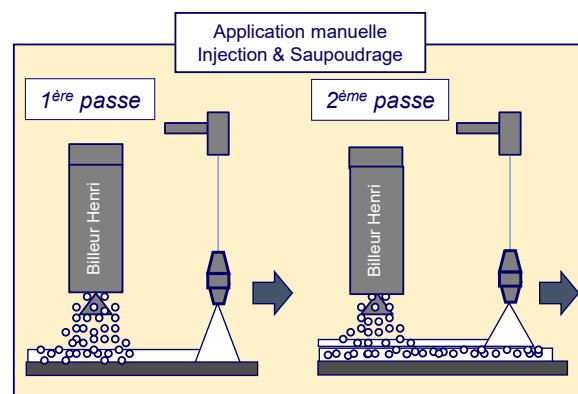 Application manuelle
Injection & Saupoudrage
1ère passe
2ème passe
Billeur Henri
Billeur Henri